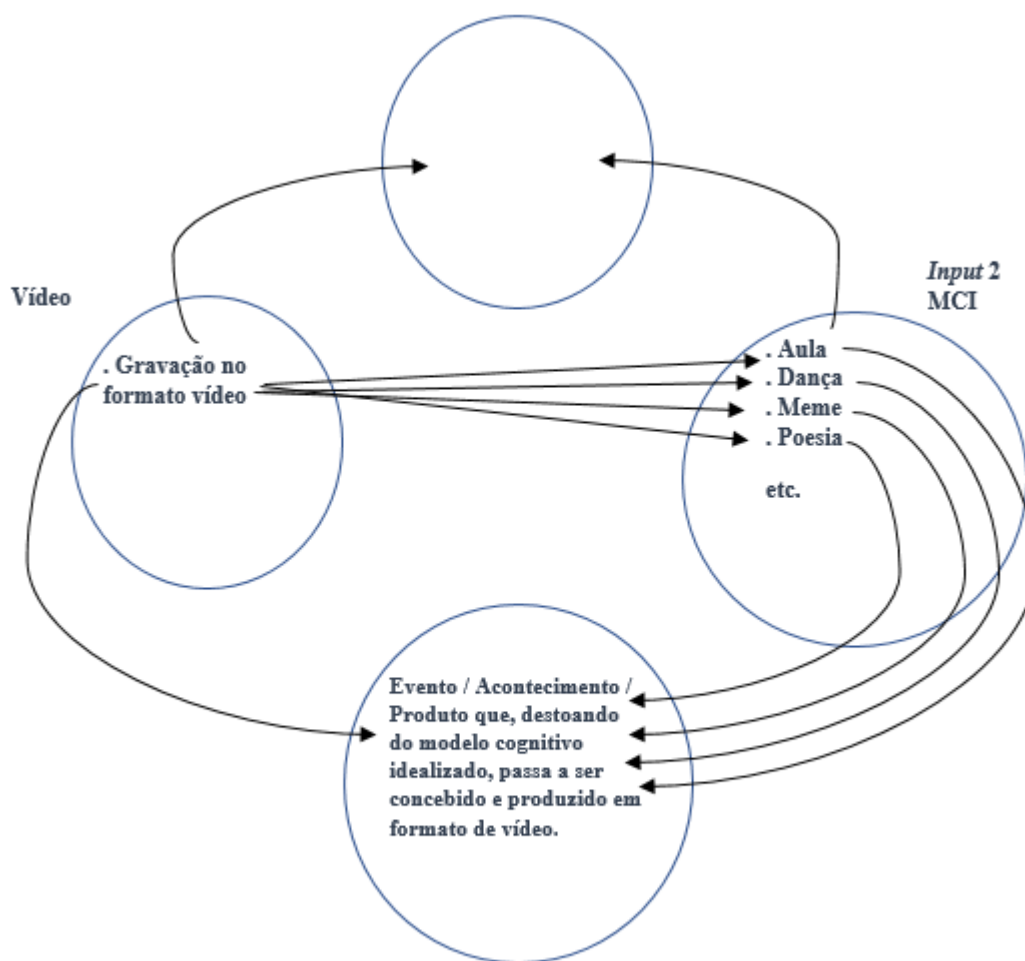 Vídeo
Input 2
MCI
. Gravação no
formato vídeo
. Aula
. Dança
. Meme
. Poesia
etc.
Evento / Acontecimento /
Produto que, destoando
do modelo cognitivo
idealizado, passa a ser
concebido e produzido em
formato de vídeo.